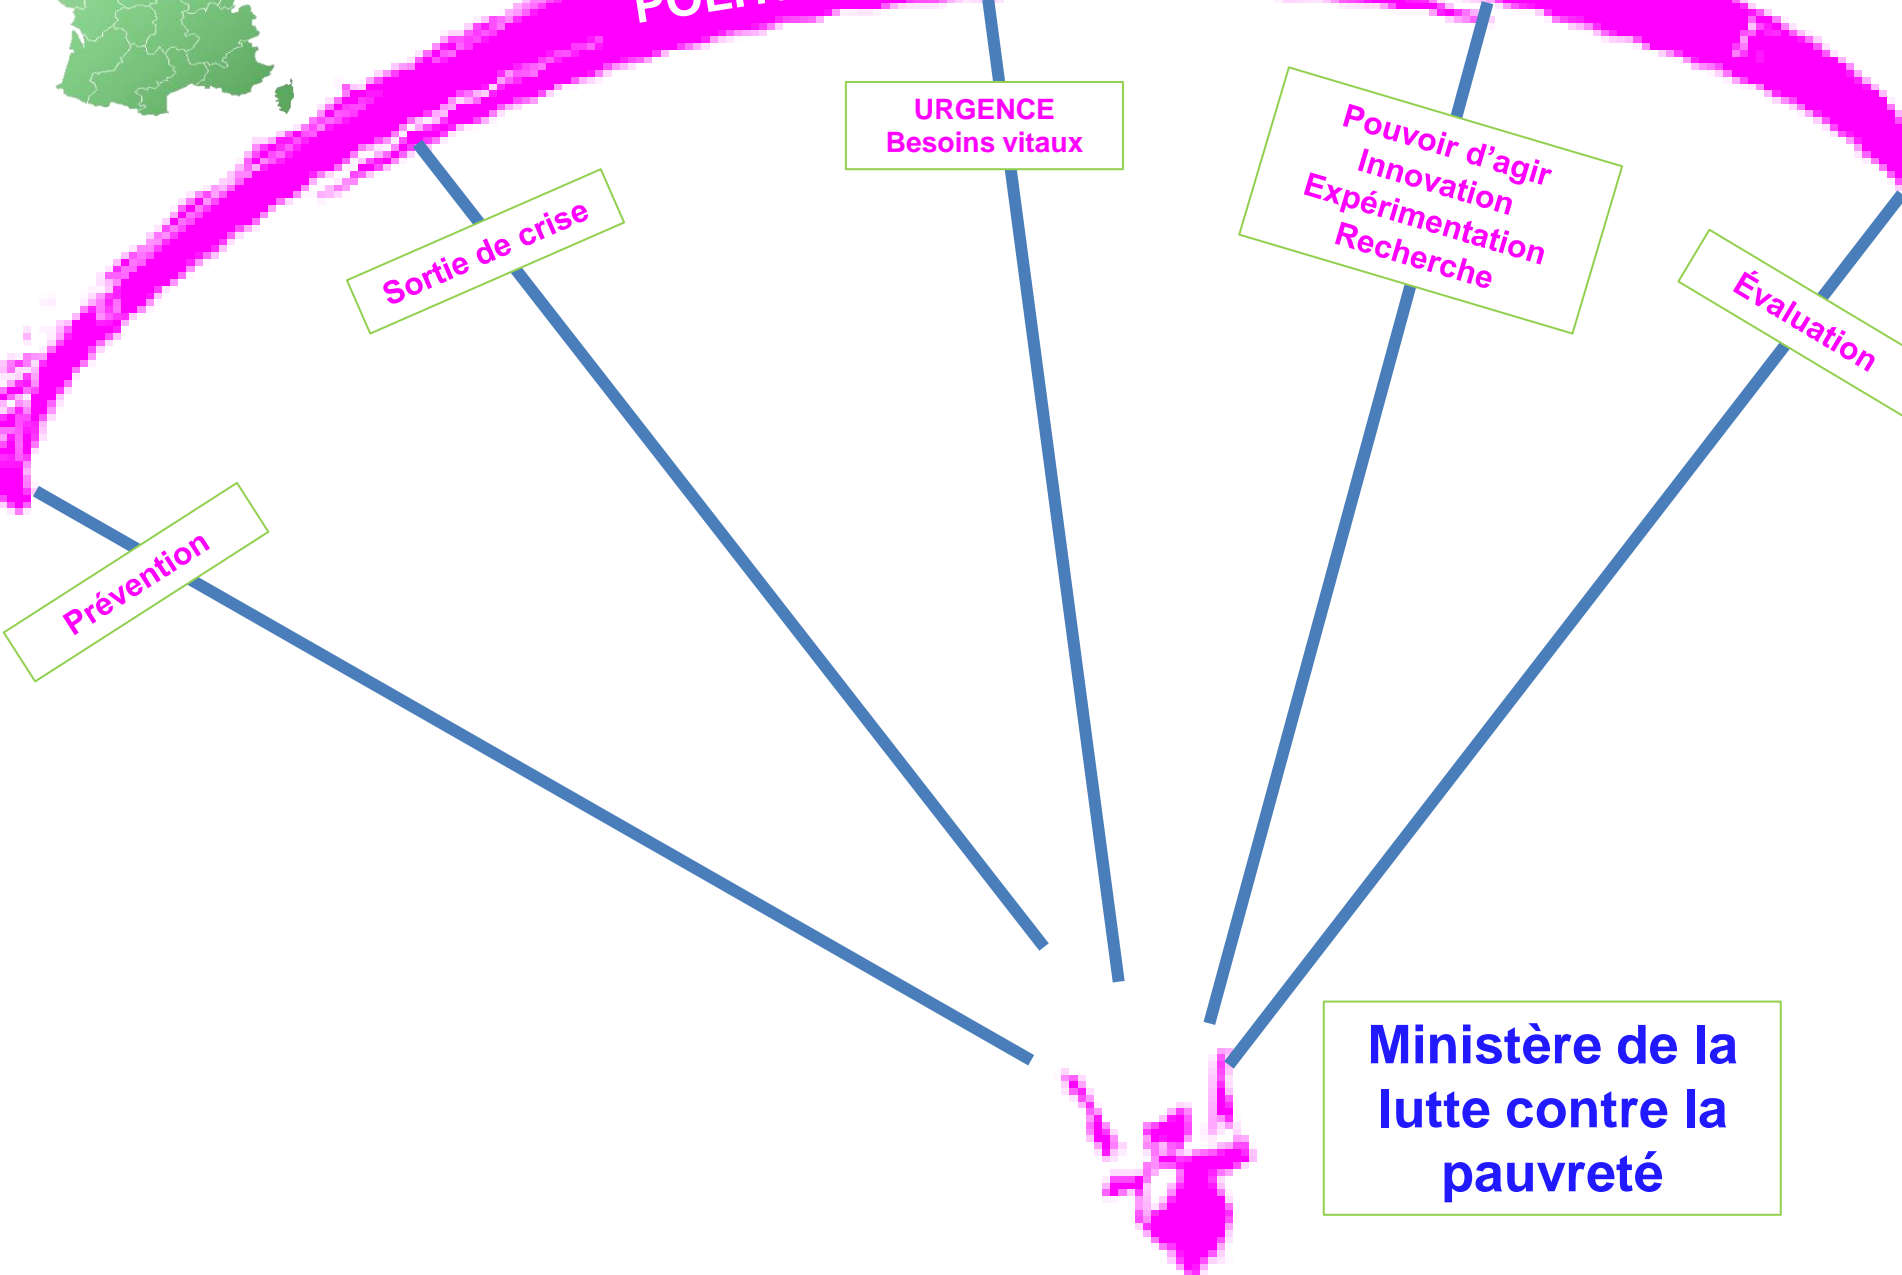 URGENCE
Besoins vitaux
Pouvoir d’agir
Innovation
Expérimentation
Recherche
Sortie de crise
Évaluation
Prévention
Ministère de la
lutte contre la
pauvreté